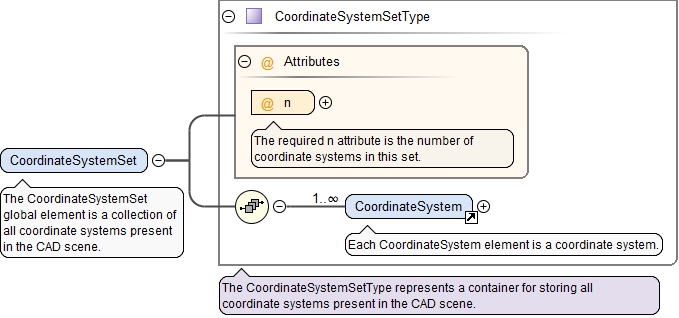 CoordinateSystemSetType
@ Attributes
@ n
The required n attribute is the number of
coordinate systems in this set.
CoordinateSystemSet
The CoordinateSystemSet
global element is a collection of
all coordinate systems present
in the CAD scene.
1..∞
CoordinateSystem
Each CoordinateSystem element is a coordinate system.
The CoordinateSystemSetType represents a container for storing all
coordinate systems present in the CAD scene.